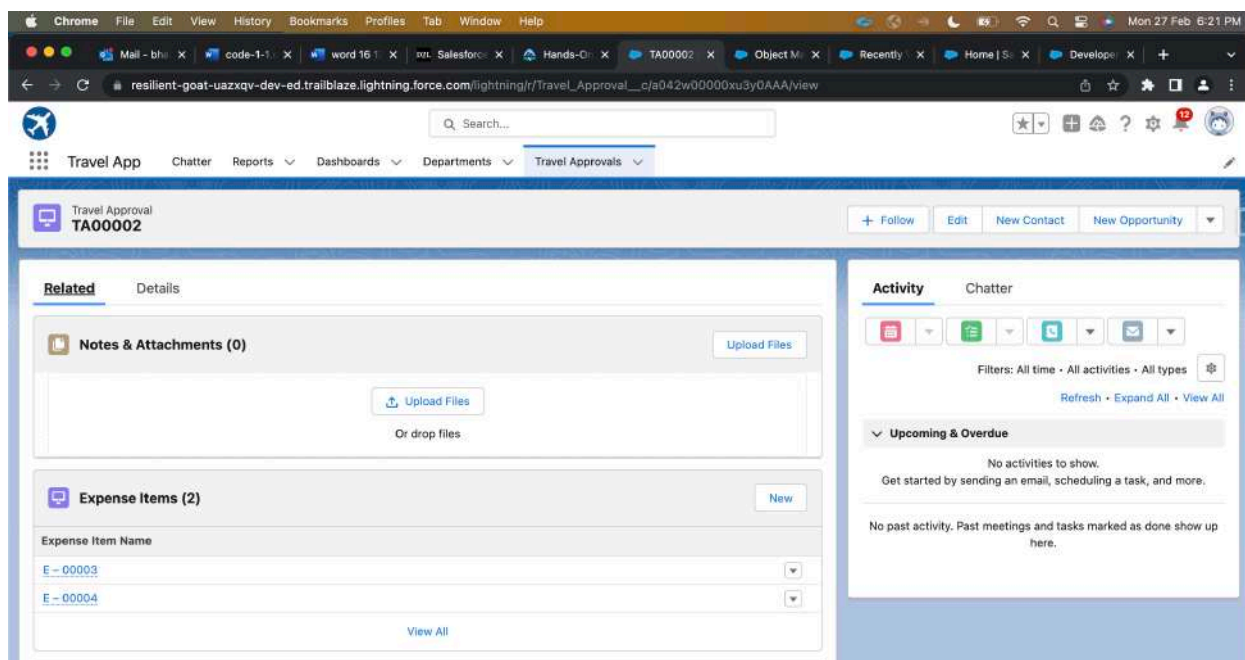 Chrome File Edit View History Bookmarks Profiles Tab Window Help Mon 27 Feb 6:21 PM
Mail - bh Word code-1-1. word 16 1 Salesforce Hands-On TA00002 Object M Recently Home | S Developer
resilient-goat-uazxqv-dev-ed.trailblaze.lightning.force.com/lightning/r/Travel_Approval__c/a042w00000xu3y0AAA/view
Search...
12
Travel App Chatter Reports Dashboards Departments Travel Approvals
Travel Approval
TA00002
+ Follow Edit New Contact New Opportunity
Related Details
Notes & Attachments (0) Upload Files
Upload Files
Or drop files
Expense Items (2) New
Expense Item Name
E – 00003
E – 00004
View All
Activity Chatter
Filters: All time • All activities • All types
Refresh • Expand All • View All
Upcoming & Overdue
No activities to show.
Get started by sending an email, scheduling a task, and more.
No past activity. Past meetings and tasks marked as done show up
here.